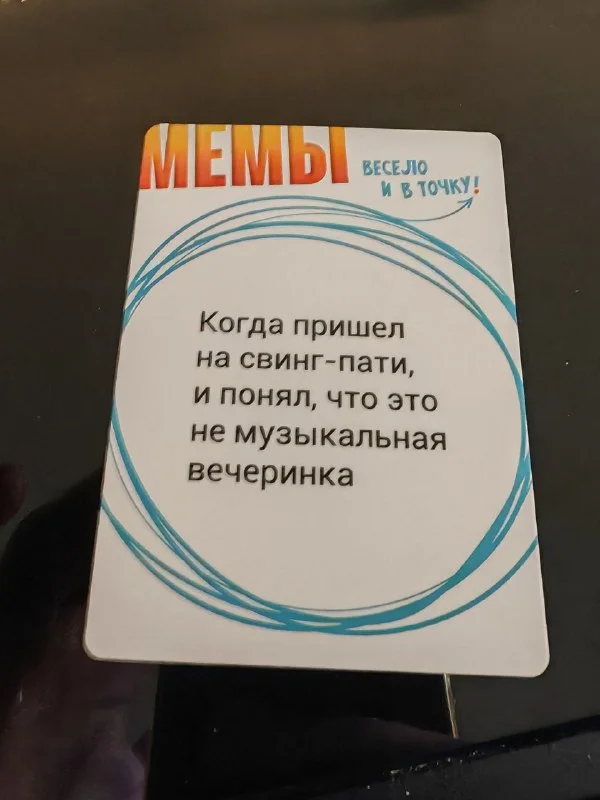 МЕМЫ
ВЕСЕЛО
И В ТОЧКУ!
Когда пришел
на свинг-пати,
и понял, что это
не музыкальная
вечеринка